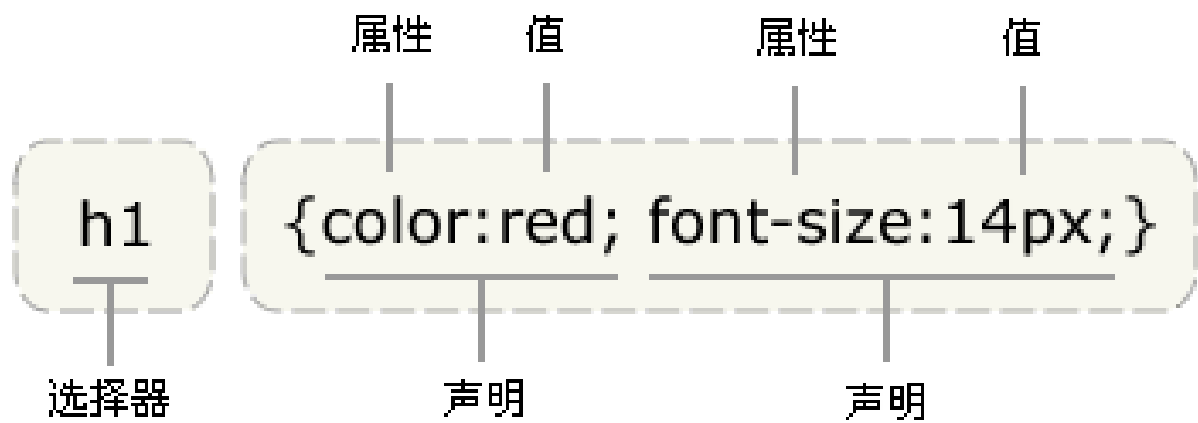 属性 值 属性 值
h1 {color:red; font-size:14px;}
选择器 声明 声明